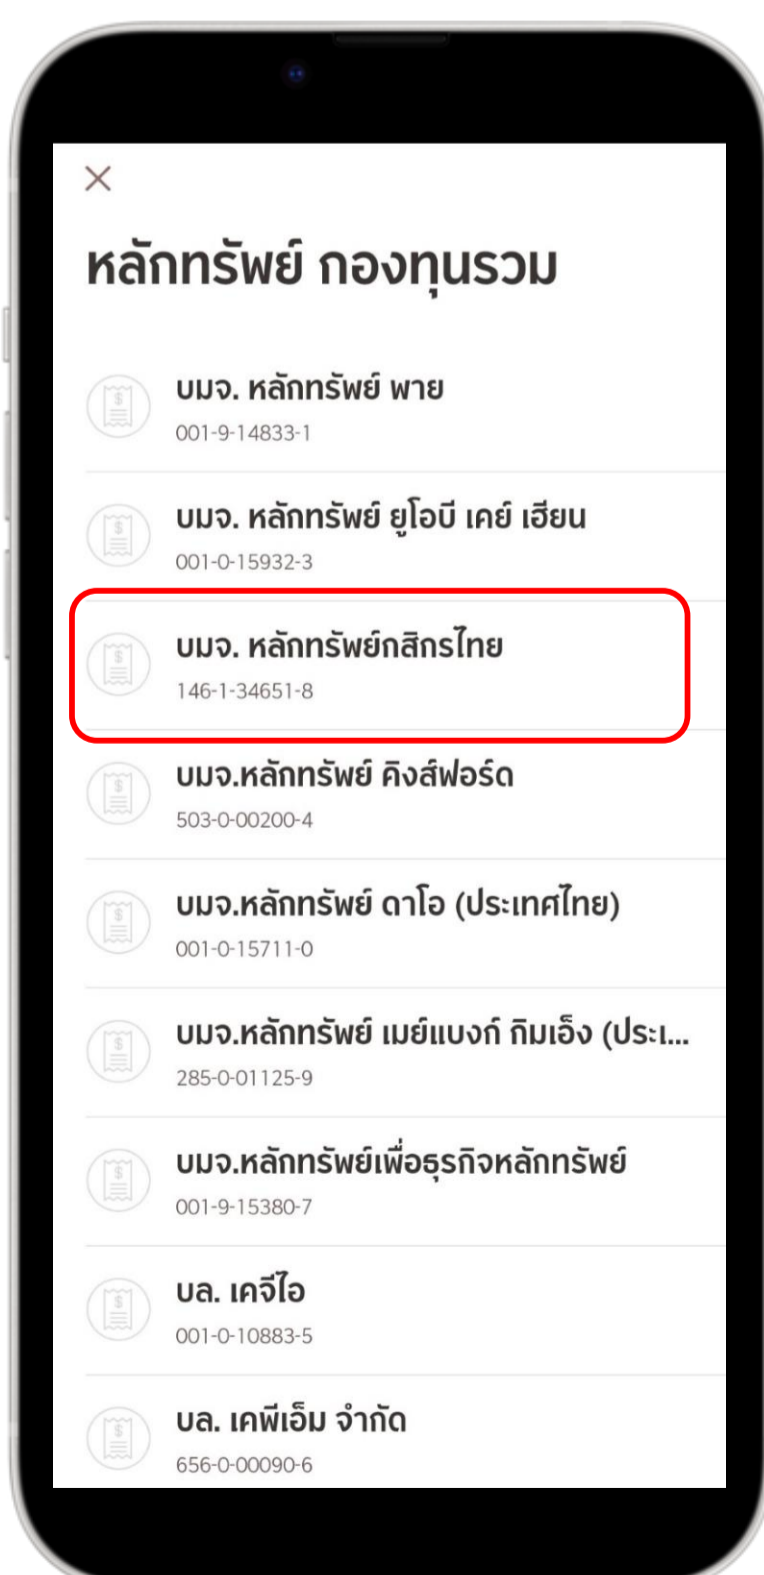 หลักทรัพย์ กองทุนรวม
บมจ. หลักทรัพย์ พาย
001-9-14833-1
บมจ. หลักทรัพย์ ยูโอบี เคย์ เฮียน
001-0-15932-3
บมจ. หลักทรัพย์กสิกรไทย
146-1-34651-8
บมจ.หลักทรัพย์ คิงส์ฟอร์ด
503-0-00200-4
บมจ.หลักทรัพย์ ดาโอ (ประเทศไทย)
001-0-15711-0
บมจ.หลักทรัพย์ เมย์แบงก์ กิมเอ็ง (ประเ...
285-0-01125-9
บมจ.หลักทรัพย์เพื่อธุรกิจหลักทรัพย์
001-9-15380-7
บล. เคจีไอ
001-0-10883-5
บล. เคพีเอ็ม จำกัด
656-0-00090-6